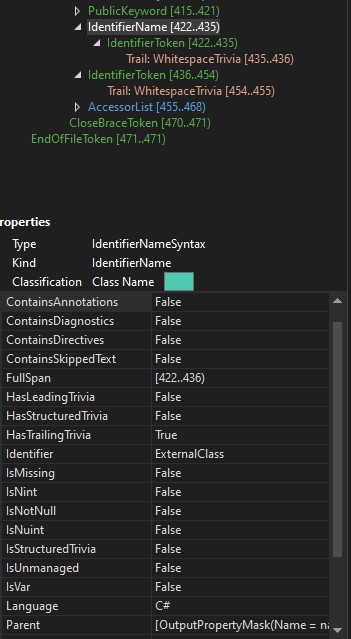 PublicKeyword [415..421)
IdentifierName [422..435)
IdentifierToken [422..435)
Trail: WhitespaceTrivia [435..436)
IdentifierToken [436..454)
Trail: WhitespaceTrivia [454..455)
AccessorList [455..468)
CloseBraceToken [470..471)
EndOfFileToken [471..471)
roperties
Type IdentifierNameSyntax
Kind IdentifierName
Classification Class Name
ContainsAnnotations False
ContainsDiagnostics False
ContainsDirectives False
ContainsSkippedText False
FullSpan [422..436)
HasLeadingTrivia False
HasStructuredTrivia False
HasTrailingTrivia True
Identifier ExternalClass
IsMissing False
IsNint False
IsNotNull False
IsNuint False
IsStructuredTrivia False
IsUnmanaged False
IsVar False
Language C#
Parent [OutputPropertyMask(Name = na